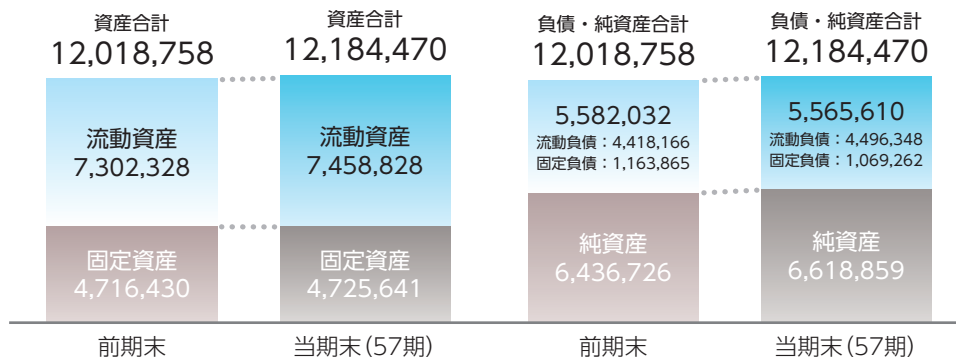 資産合計
12,018,758
流動資産
7,302,328
固定資産
4,716,430
前期末
資産合計
12,184,470
流動資産
7,458,828
固定資産
4,725,641
当期末(57期)
負債・純資産合計
12,018,758
5,582,032
流動負債：4,418,166
固定負債：1,163,865
純資産
6,436,726
前期末
負債・純資産合計
12,184,470
5,565,610
流動負債：4,496,348
固定負債：1,069,262
純資産
6,618,859
当期末(57期)